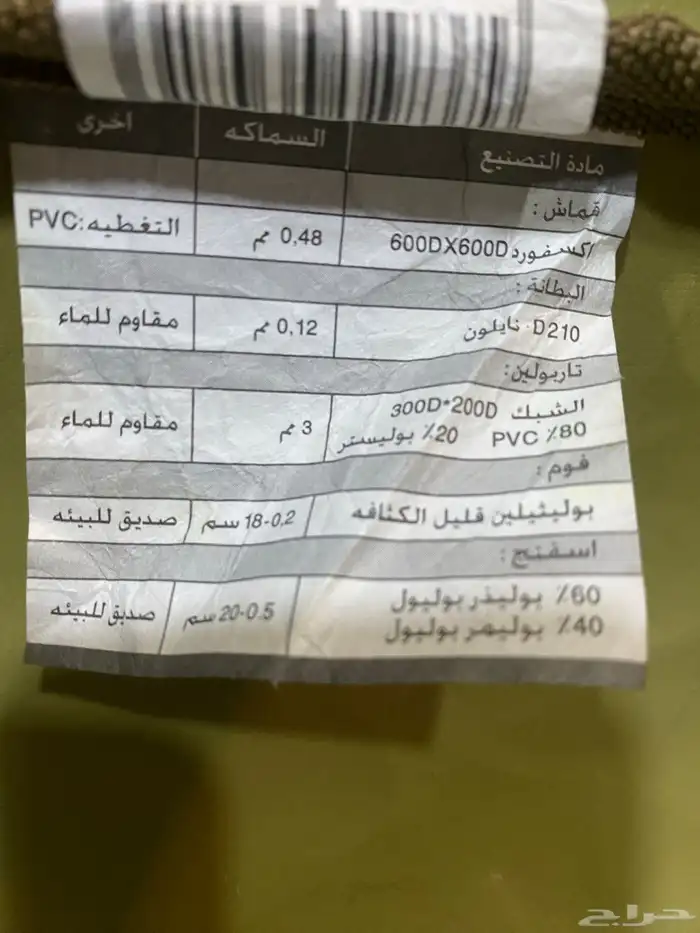 مادة التصنيع السماكه اخرى
قماش:
اكسفورد 600DX600D 0,48 مم التغطيه:PVC
البطانة:
D210 نايلون 0,12 مم مقاوم للماء
تاربولين:
الشبك 300D*200D
80٪ PVC 20٪ بوليستر 3 مم مقاوم للماء
فوم:
بوليثيلين قليل الكثافه 0,2-18 سم صديق للبيئه
اسفنج:
60٪ بوليذر بوليول
40٪ بوليمر بوليول 0.5-20 سم صديق للبيئه
حراج